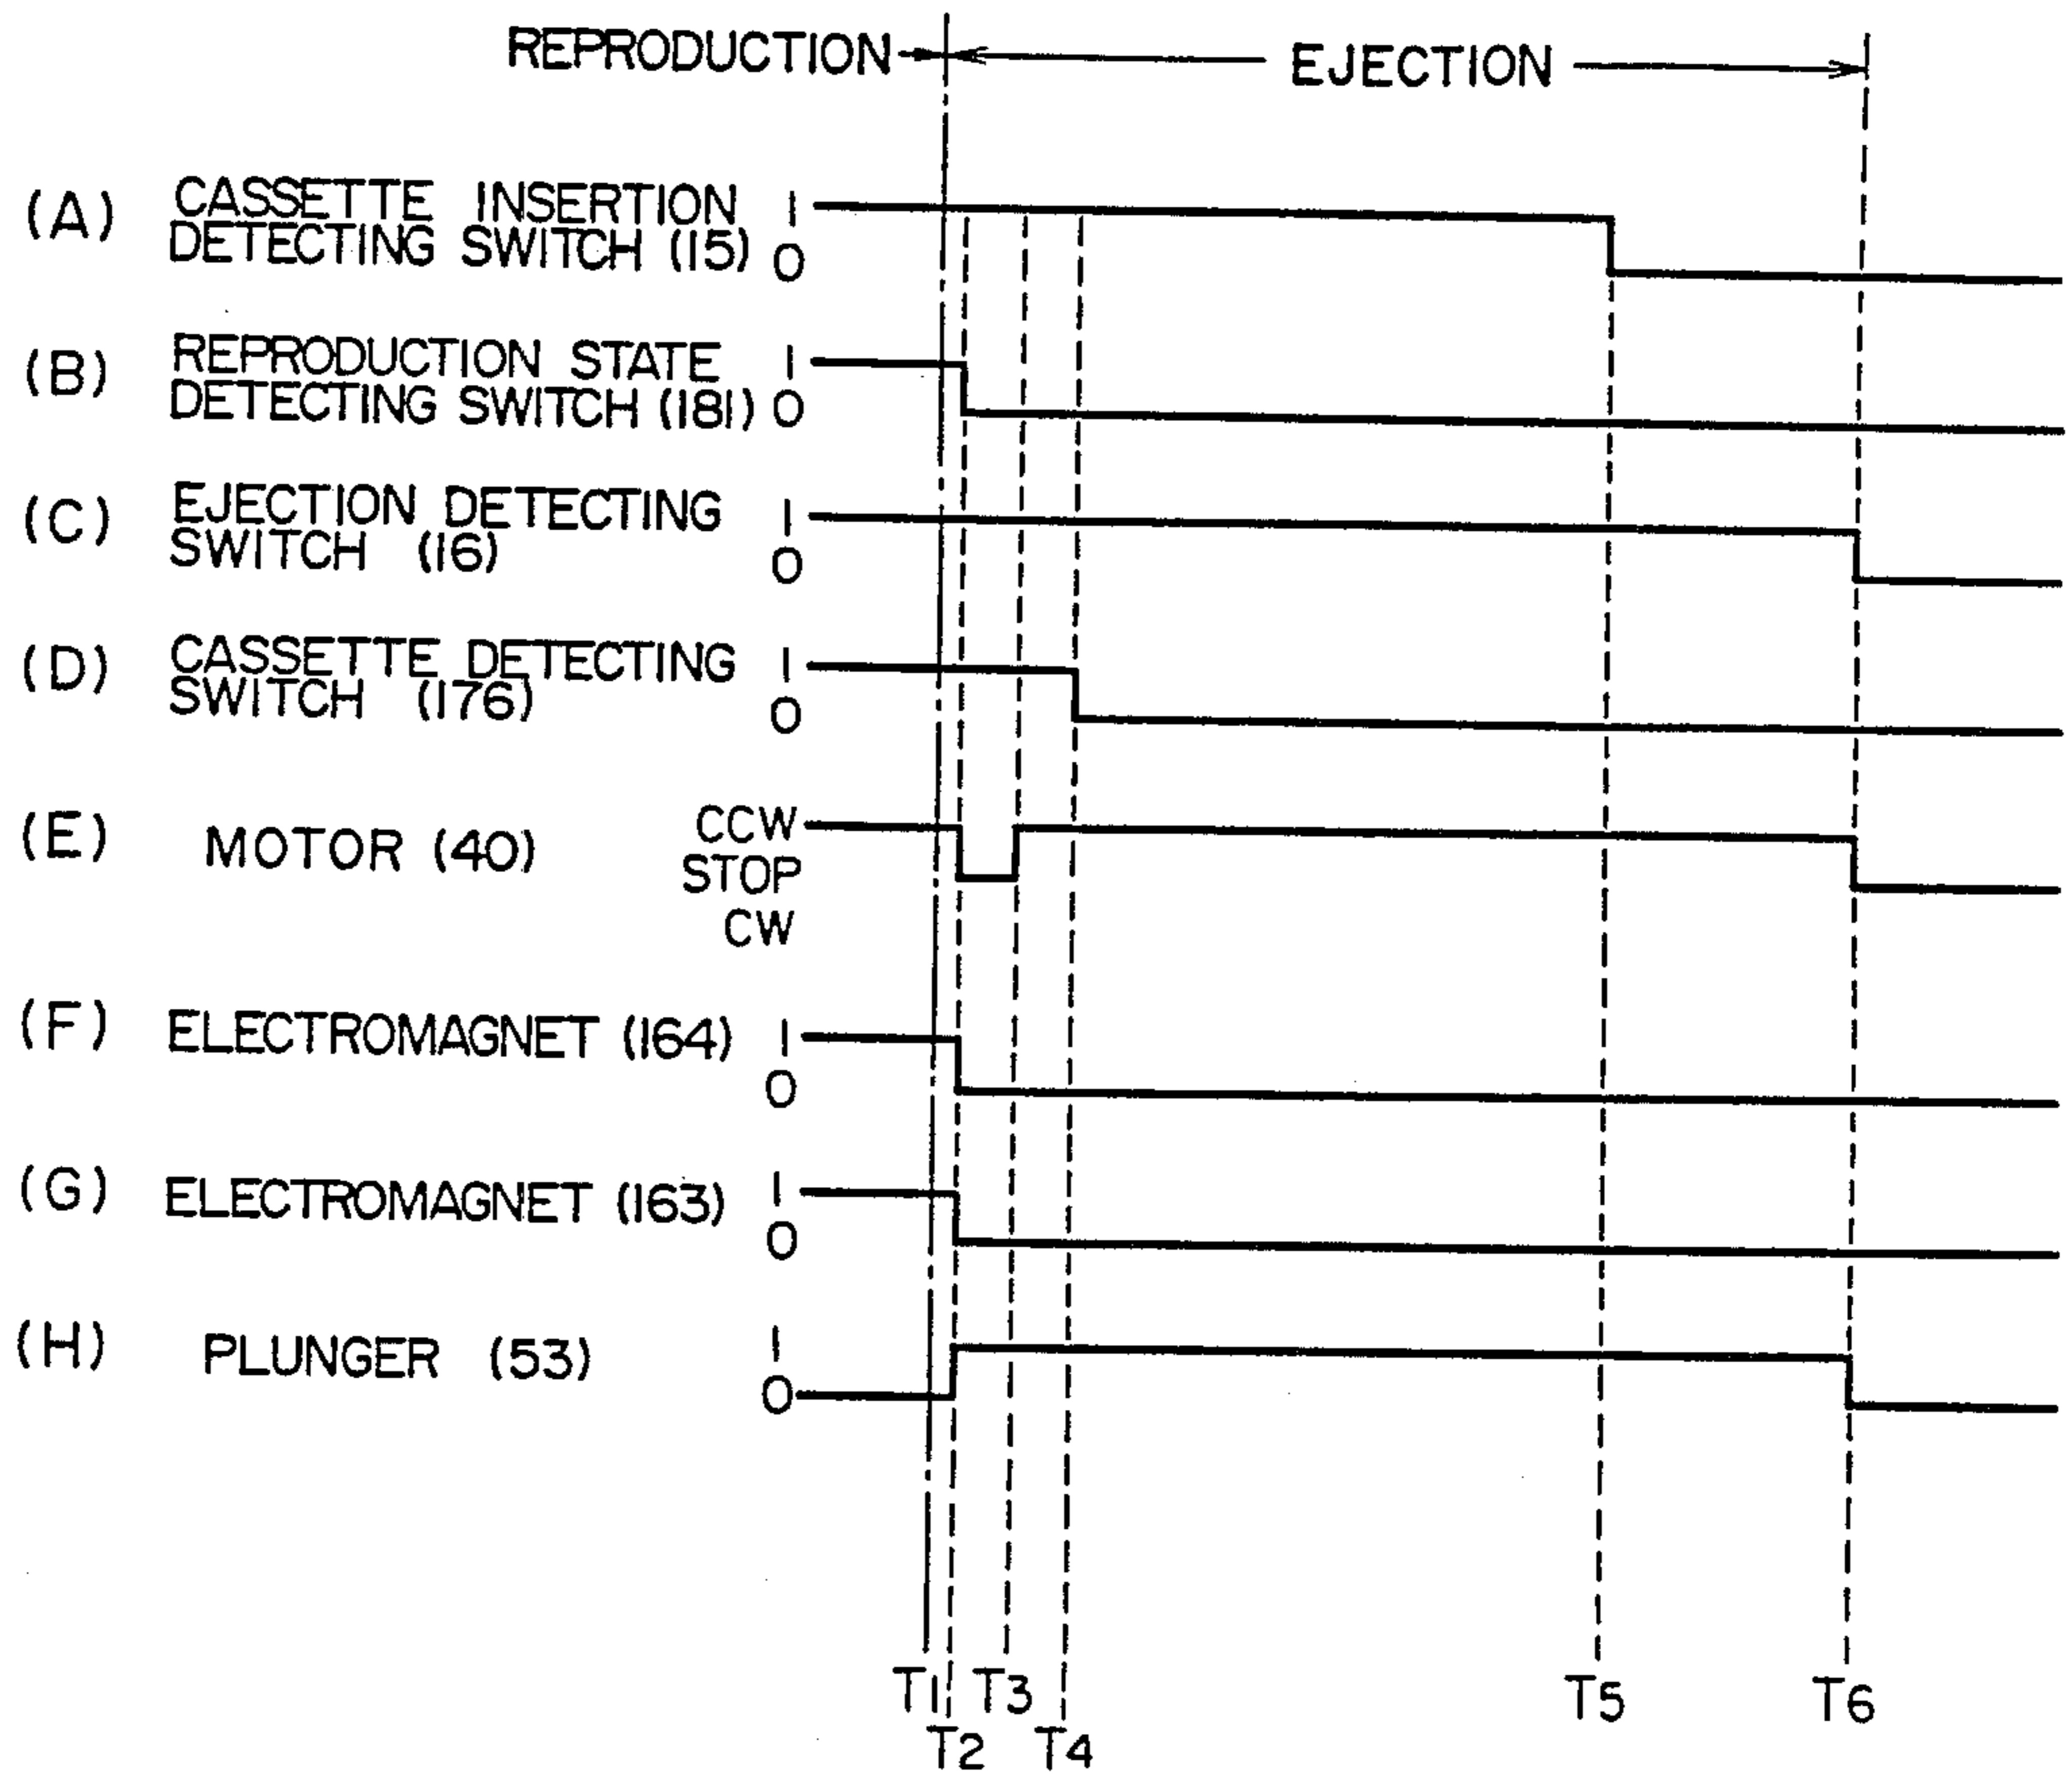 REPRODUCTION
EJECTION
(A) CASSETTE INSERTION
DETECTING SWITCH (15)
1
0
(B) REPRODUCTION STATE
DETECTING SWITCH (181)
1
0
(C) EJECTION DETECTING
SWITCH (16)
1
0
(D) CASSETTE DETECTING
SWITCH (176)
1
0
(E) MOTOR (40)
CCW
STOP
CW
(F) ELECTROMAGNET (164)
1
0
(G) ELECTROMAGNET (163)
1
0
(H) PLUNGER (53)
1
0
T1 T3 T5 T6
T2 T4